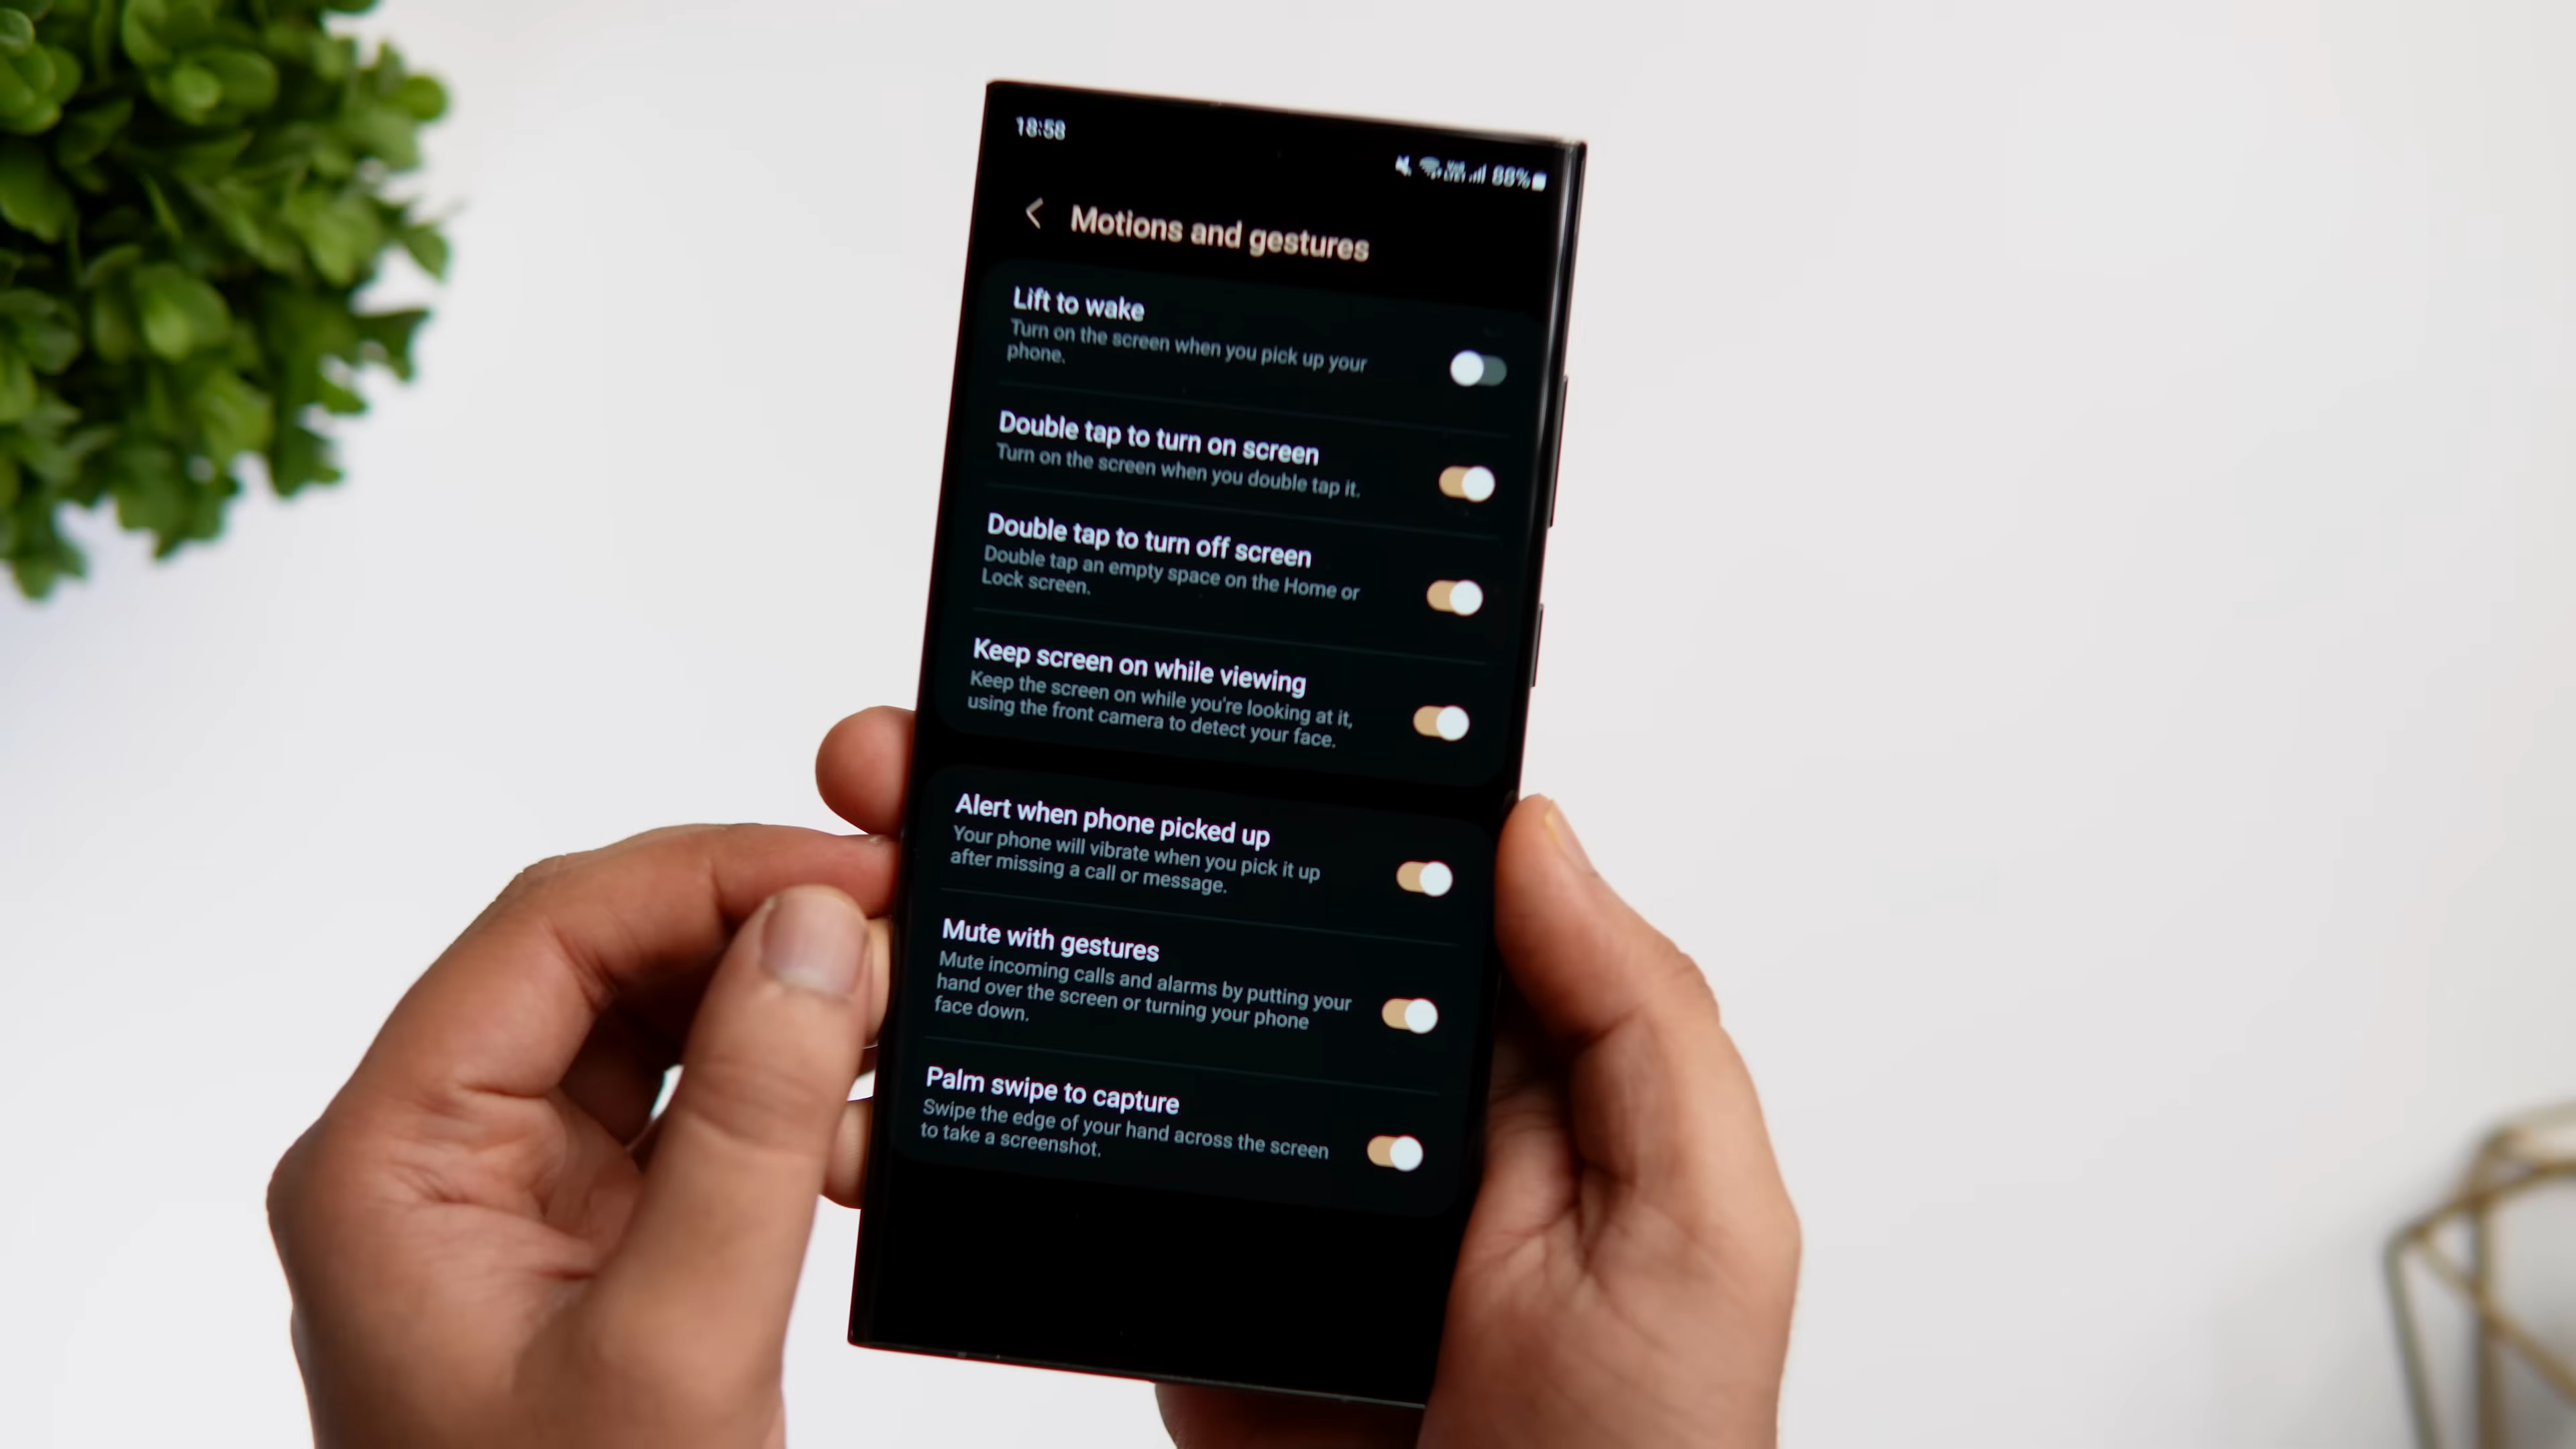 18:58
88%
Motions and gestures
Lift to wake
Turn on the screen when you pick up your
phone.
Double tap to turn on screen
Turn on the screen when you double tap it.
Double tap to turn off screen
Double tap an empty space on the Home or
Lock screen.
Keep screen on while viewing
Keep the screen on while you're looking at it,
using the front camera to detect your face.
Alert when phone picked up
Your phone will vibrate when you pick it up
after missing a call or message.
Mute with gestures
Mute incoming calls and alarms by putting your
hand over the screen or turning your phone
face down.
Palm swipe to capture
Swipe the edge of your hand across the screen
to take a screenshot.